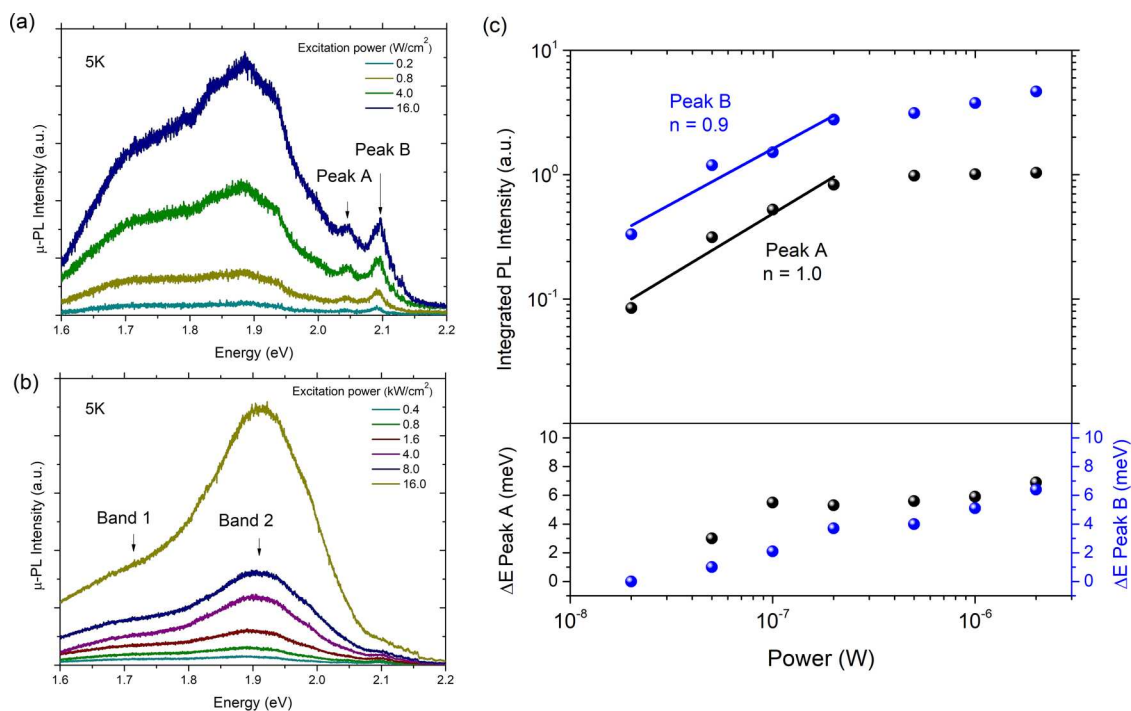 (a)
5K
Excitation power (W/cm²)
0.2
0.8
4.0
16.0
Peak A
Peak B
μ-PL Intensity (a.u.)
1.6 1.7 1.8 1.9 2.0 2.1 2.2
Energy (eV)
(b)
5K
Excitation power (kW/cm²)
0.4
0.8
1.6
4.0
8.0
16.0
Band 1
Band 2
μ-PL Intensity (a.u.)
1.6 1.7 1.8 1.9 2.0 2.1 2.2
Energy (eV)
(c)
Integrated PL Intensity (a.u.)
10¹
10⁰
10⁻¹
Peak B
n = 0.9
Peak A
n = 1.0
ΔE Peak A (meV)
10
8
6
4
2
0
10
8
6
4
2
0
ΔE Peak B (meV)
10⁻⁸ 10⁻⁷ 10⁻⁶
Power (W)